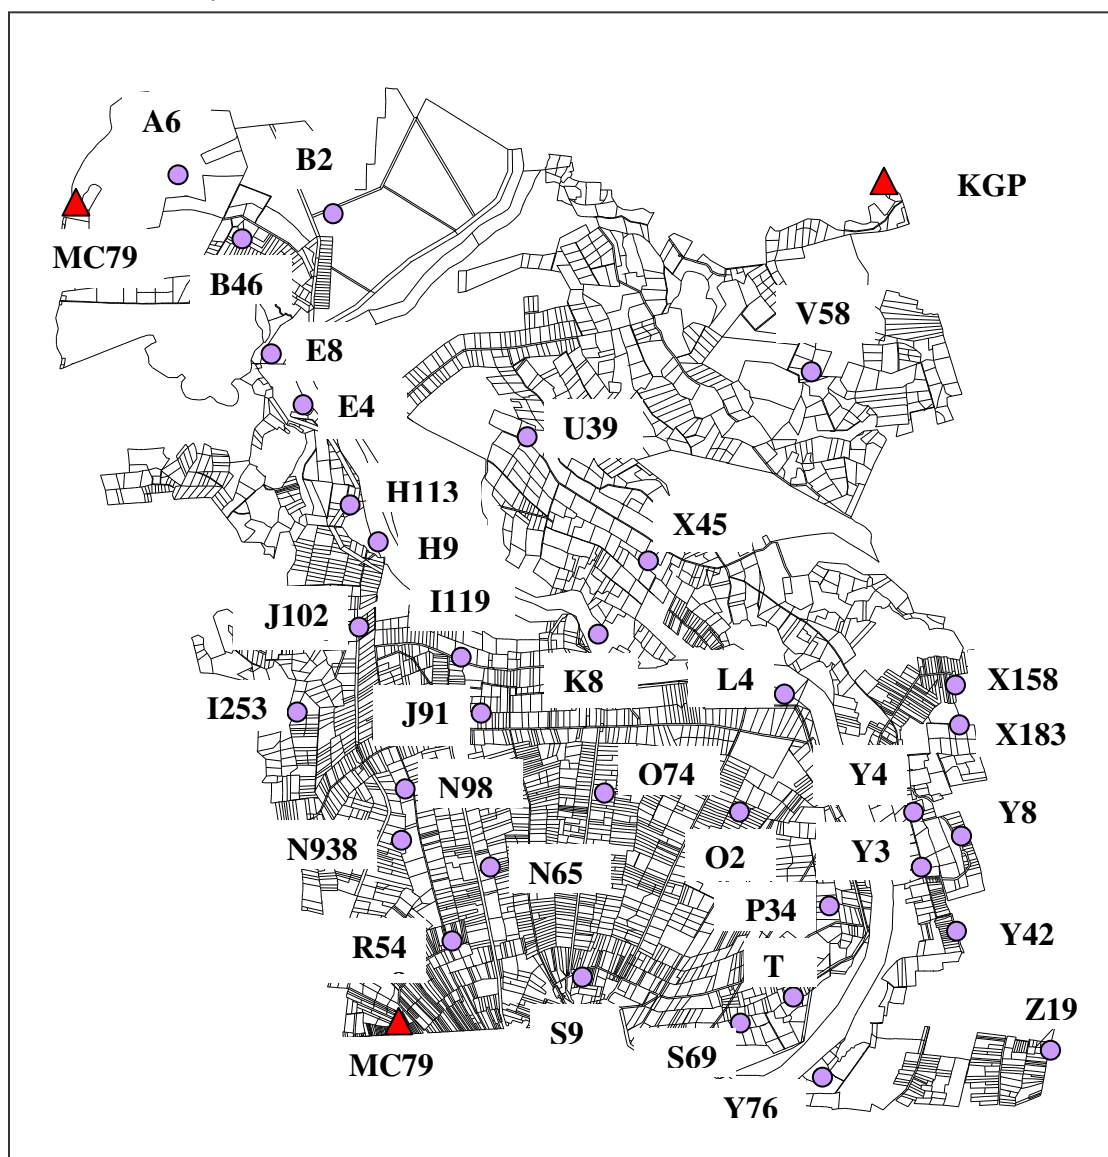 A6
B2
KGP
MC79
B46
V58
E8
E4
U39
H113
X45
H9
I119
J102
K8
L4
X158
I253
J91
X183
Y4
O74
N98
Y8
N938
O2
Y3
N65
P34
Y42
R54
T
Z19
S9
S69
MC79
Y76